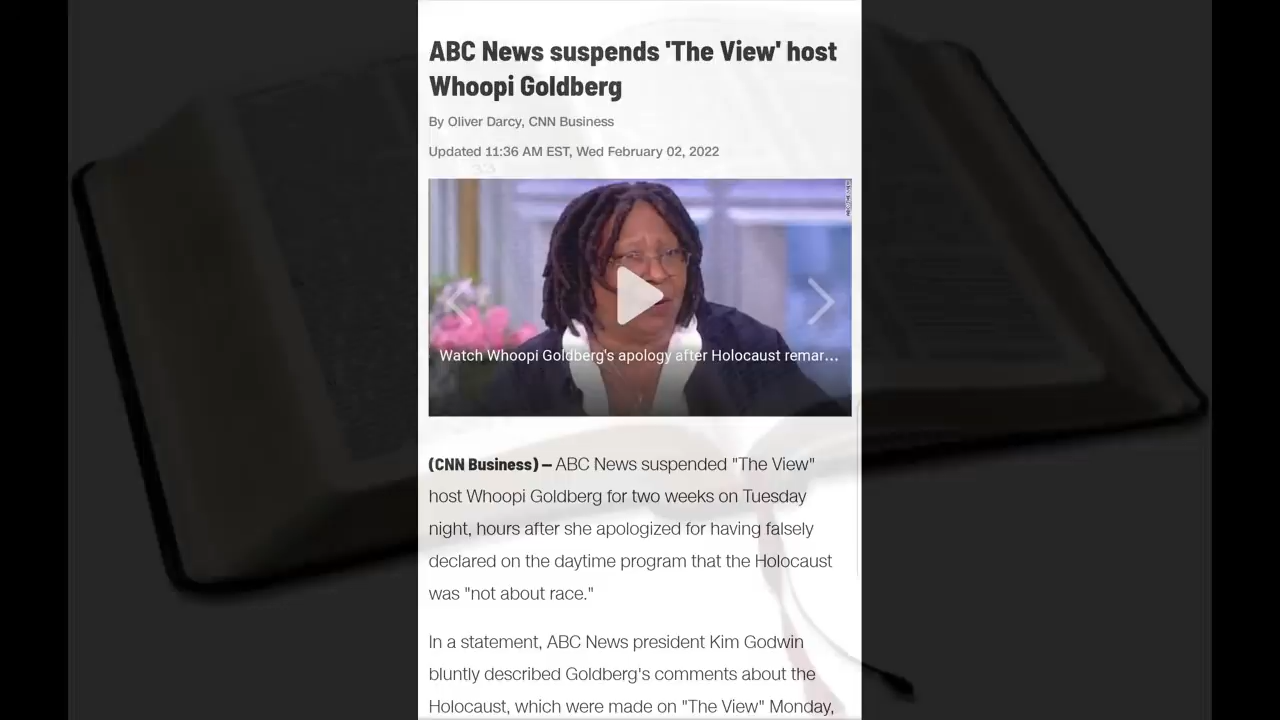 ABC News suspends 'The View' host
Whoopi Goldberg
By Oliver Darcy, CNN Business
Updated 11:36 AM EST, Wed February 02, 2022
Watch Whoopi Goldberg's apology after Holocaust remar...
(CNN Business) — ABC News suspended "The View"
host Whoopi Goldberg for two weeks on Tuesday
night, hours after she apologized for having falsely
declared on the daytime program that the Holocaust
was "not about race."
In a statement, ABC News president Kim Godwin
bluntly described Goldberg's comments about the
Holocaust, which were made on "The View" Monday,